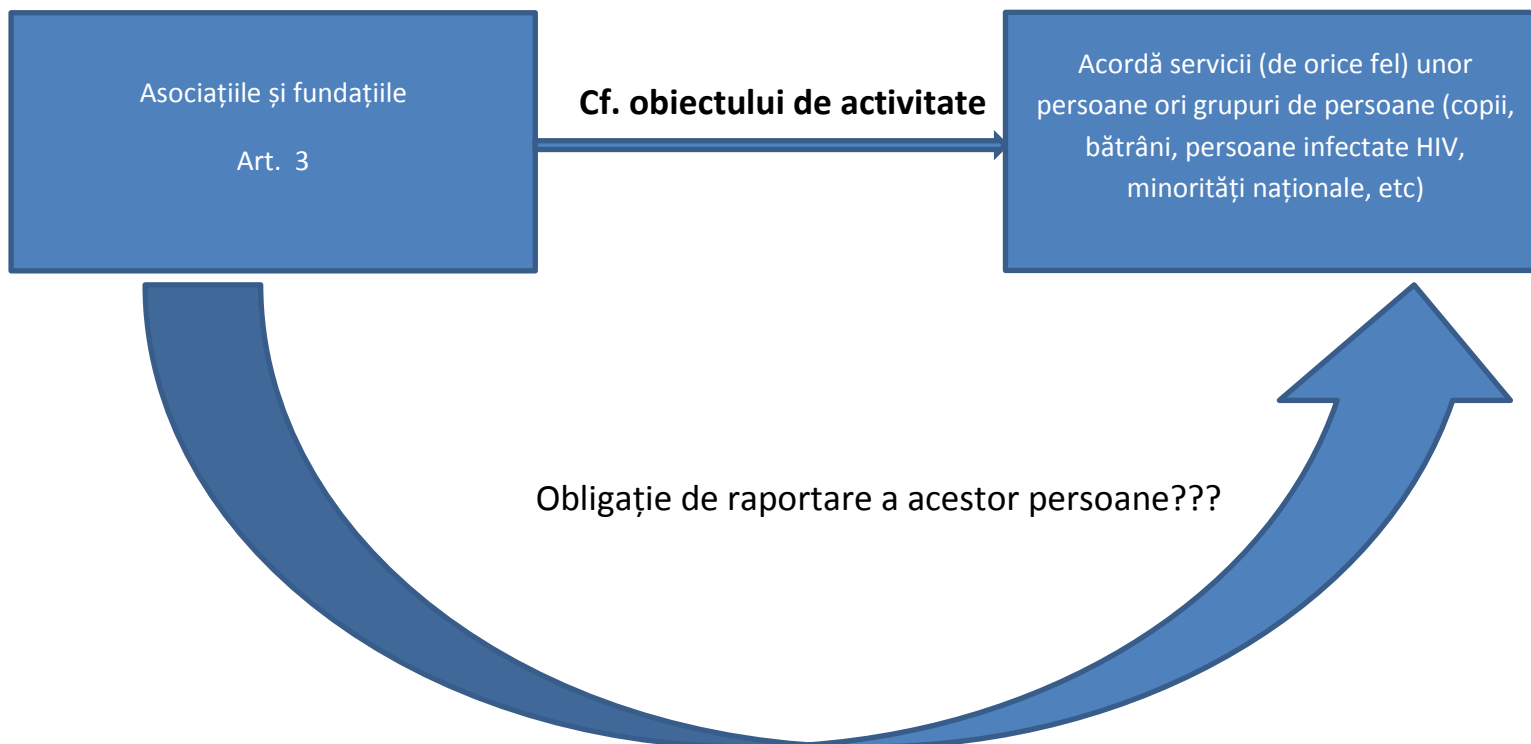 Asociațiile și fundațiile
Art. 3
Cf. obiectului de activitate
Acordă servicii (de orice fel) unor
persoane ori grupuri de persoane (copii,
bătrâni, persoane infectate HIV,
minorități naționale, etc)
Obligație de raportare a acestor persoane???